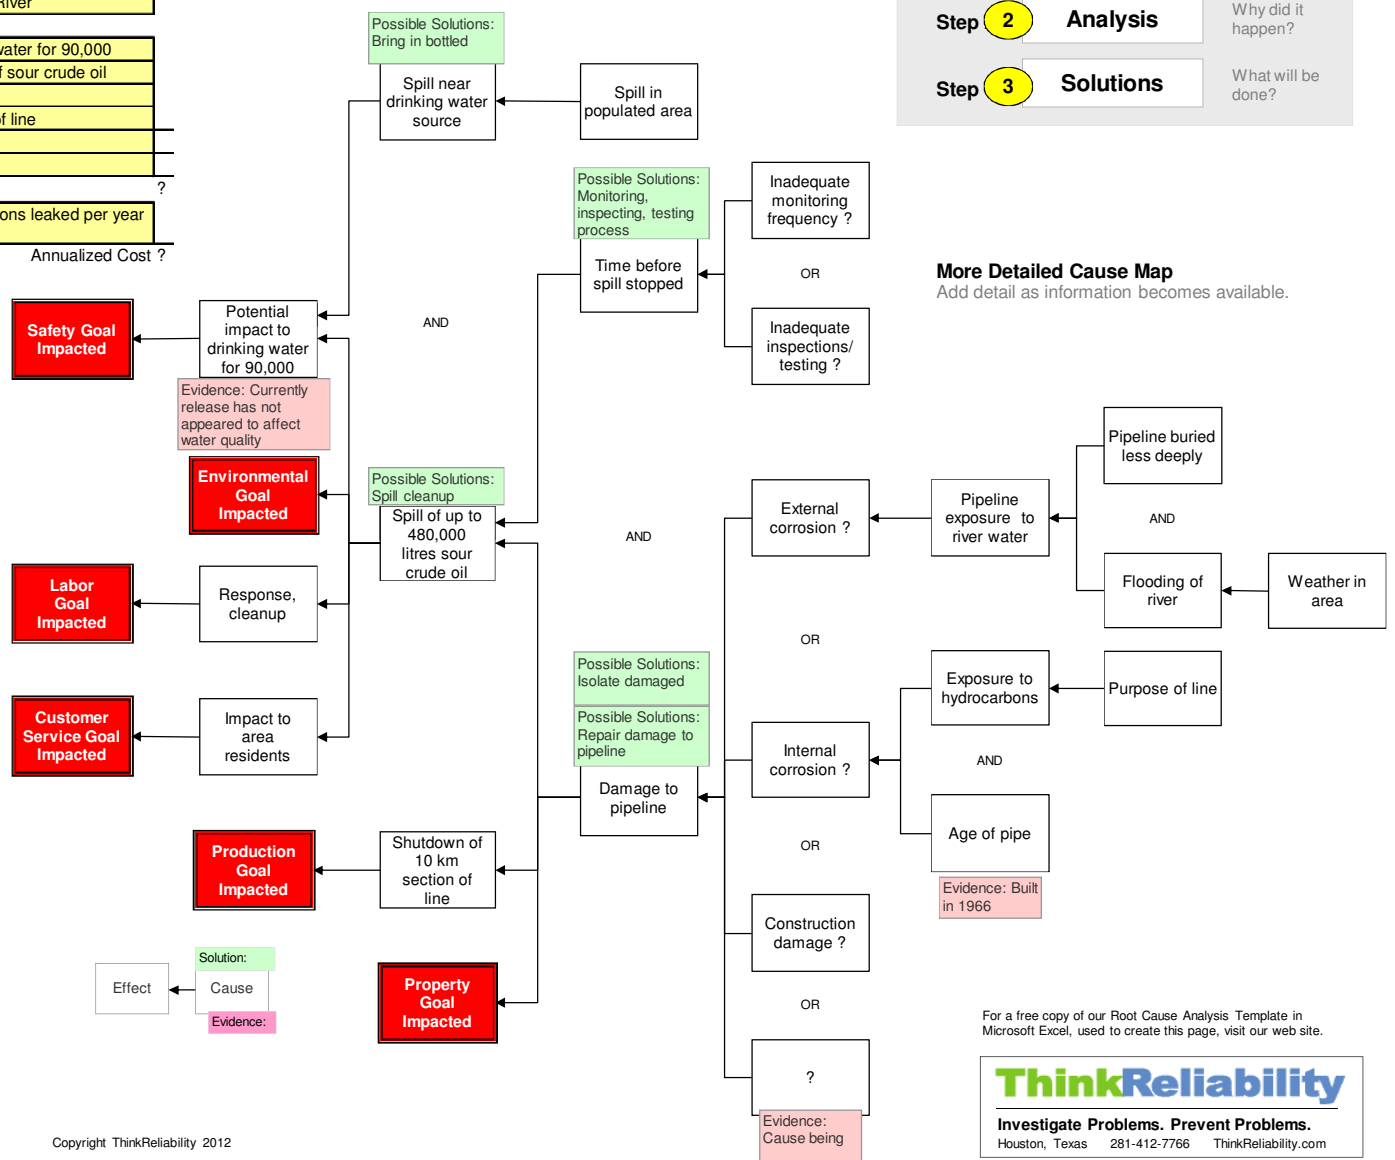 River
water for 90,000
f sour crude oil
of line
?
ons leaked per year
Annualized Cost ?
Step 2 Analysis
Why did it
happen?
Step 3 Solutions
What will be
done?
Possible Solutions:
Bring in bottled
Spill near
drinking water
source
Spill in
populated area
Possible Solutions:
Monitoring,
inspecting, testing
process
Time before
spill stopped
Inadequate
monitoring
frequency ?
OR
Inadequate
inspections/
testing ?
More Detailed Cause Map
Add detail as information becomes available.
Safety Goal
Impacted
Potential
impact to
drinking water
for 90,000
AND
Evidence: Currently
release has not
appeared to affect
water quality
Environmental
Goal
Impacted
Possible Solutions:
Spill cleanup
Spill of up to
480,000
litres sour
crude oil
AND
External
corrosion ?
Pipeline
exposure to
river water
Pipeline buried
less deeply
AND
Flooding of
river
Weather in
area
Labor
Goal
Impacted
Response,
cleanup
OR
Customer
Service Goal
Impacted
Impact to
area
residents
Possible Solutions:
Isolate damaged
Possible Solutions:
Repair damage to
pipeline
Damage to
pipeline
Internal
corrosion ?
Exposure to
hydrocarbons
Purpose of line
AND
Age of pipe
Evidence: Built
in 1966
OR
Production
Goal
Impacted
Shutdown of
10 km
section of
line
Construction
damage ?
OR
Property
Goal
Impacted
?
Evidence:
Cause being
Solution:
Effect
Cause
Evidence:
For a free copy of our Root Cause Analysis Template in
Microsoft Excel, used to create this page, visit our web site.
ThinkReliability
Investigate Problems. Prevent Problems.
Houston, Texas 281-412-7766 ThinkReliability.com
Copyright ThinkReliability 2012